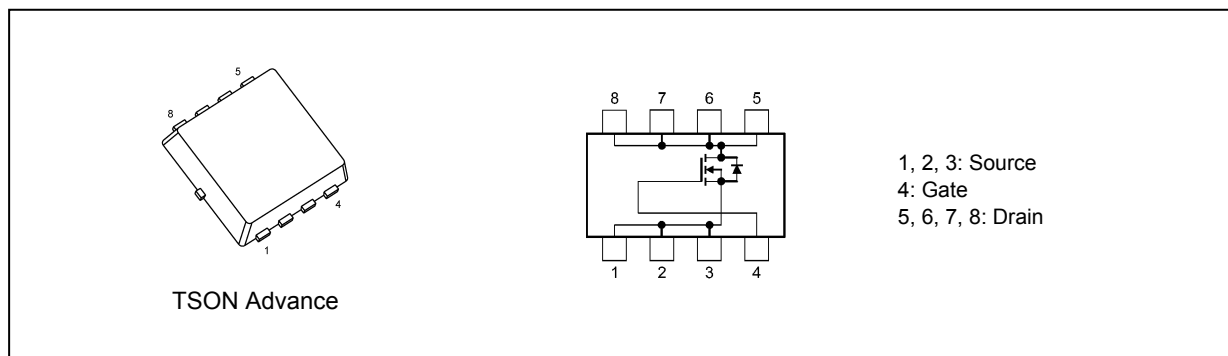 5
8
4
1
TSON Advance
8 7 6 5
1 2 3 4
1, 2, 3: Source
4: Gate
5, 6, 7, 8: Drain